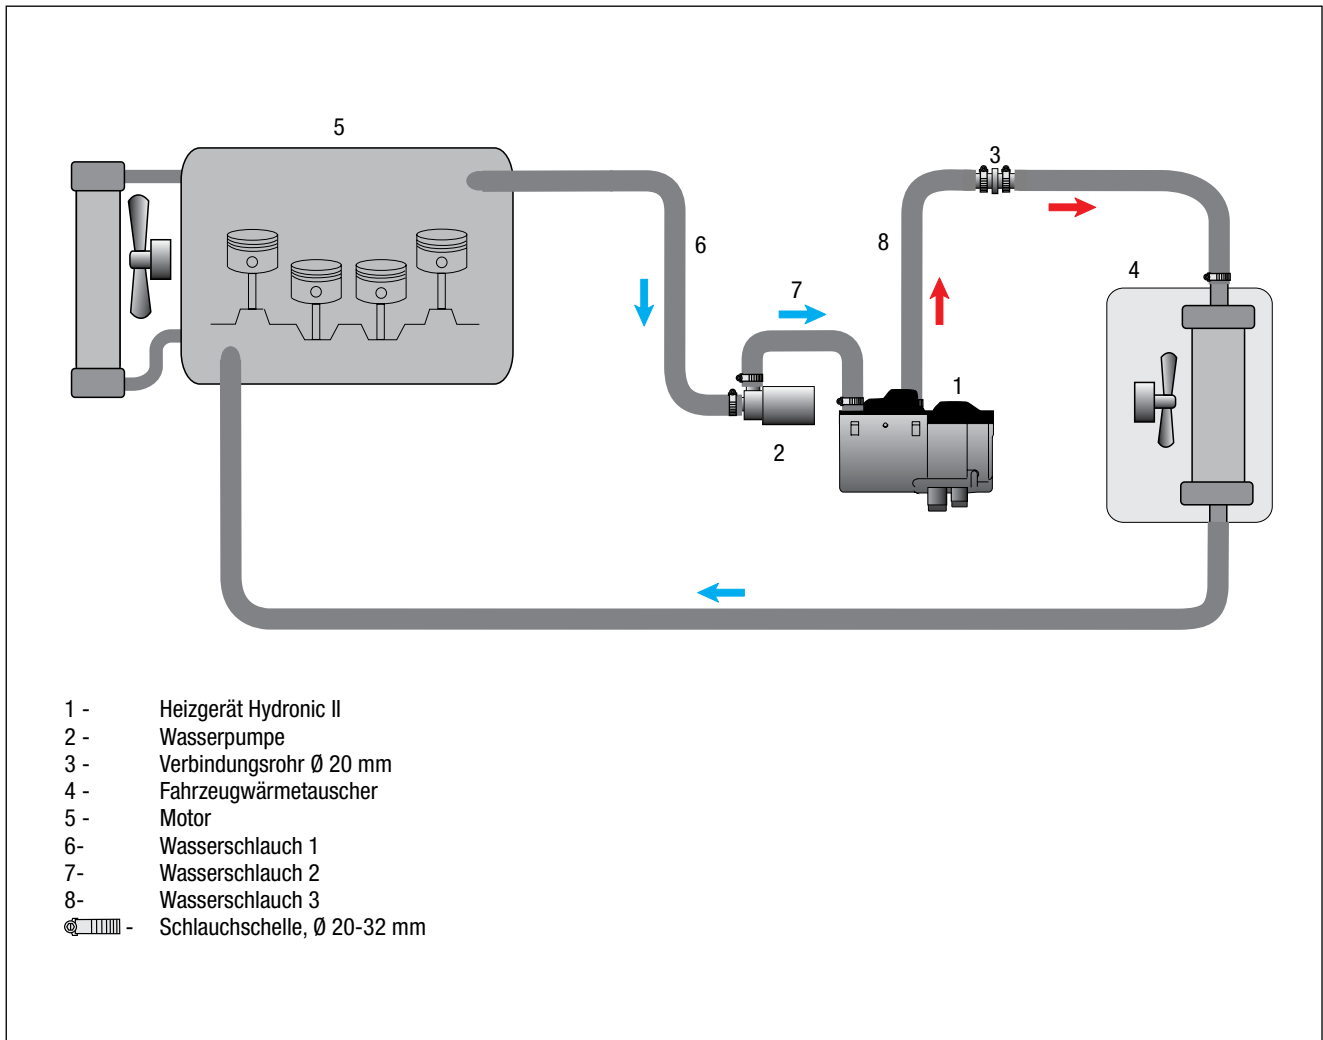 5
3
6
8
4
7
1
2
1 - Heizgerät Hydronic II
2 - Wasserpumpe
3 - Verbindungsrohr Ø 20 mm
4 - Fahrzeugwärmetauscher
5 - Motor
6- Wasserschlauch 1
7- Wasserschlauch 2
8- Wasserschlauch 3
- Schlauchschelle, Ø 20-32 mm